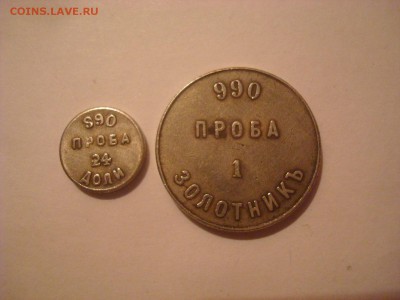 COINS.LAVE.RU
990
ПРОБА
24
ДОЛИ
990
ПРОБА
1
ЗОЛОТНИКЪ